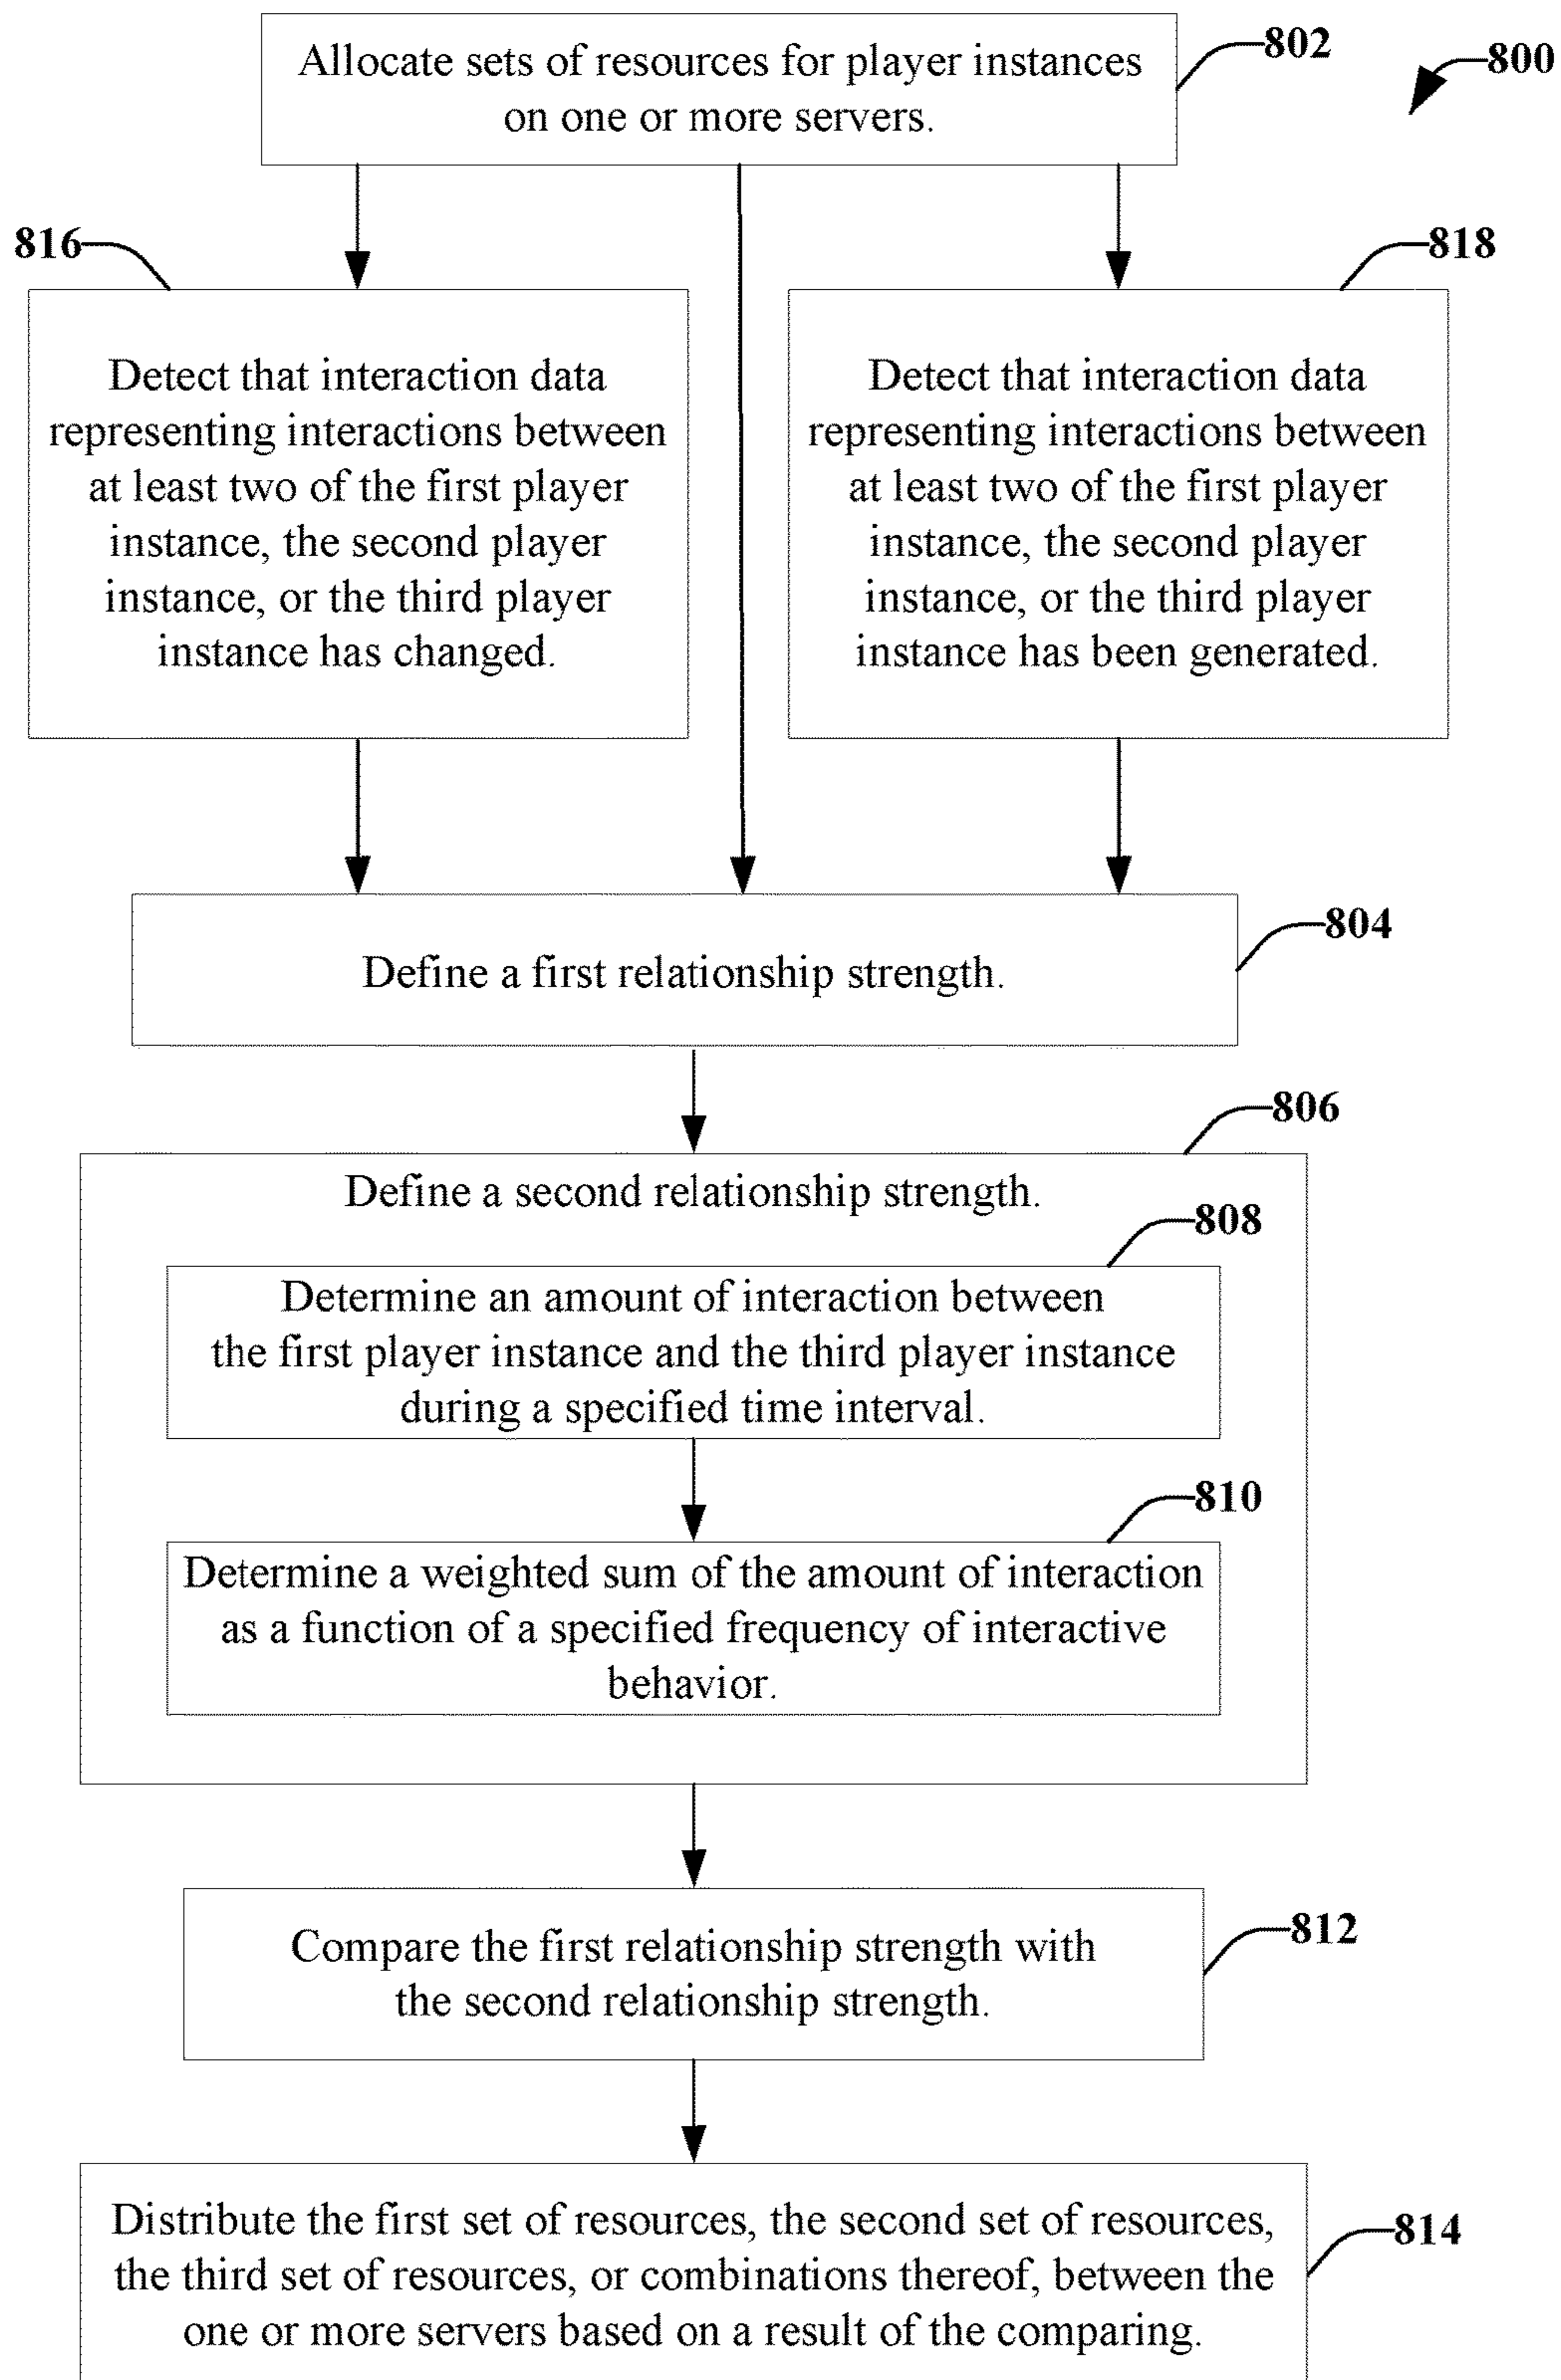 Allocate sets of resources for player instances
on one or more servers.
802
800
816
818
Detect that interaction data
representing interactions between
at least two of the first player
instance, the second player
instance, or the third player
instance has changed.
Detect that interaction data
representing interactions between
at least two of the first player
instance, the second player
instance, or the third player
instance has been generated.
804
Define a first relationship strength.
806
Define a second relationship strength.
808
Determine an amount of interaction between
the first player instance and the third player instance
during a specified time interval.
810
Determine a weighted sum of the amount of interaction
as a function of a specified frequency of interactive
behavior.
812
Compare the first relationship strength with
the second relationship strength.
814
Distribute the first set of resources, the second set of resources,
the third set of resources, or combinations thereof, between the
one or more servers based on a result of the comparing.